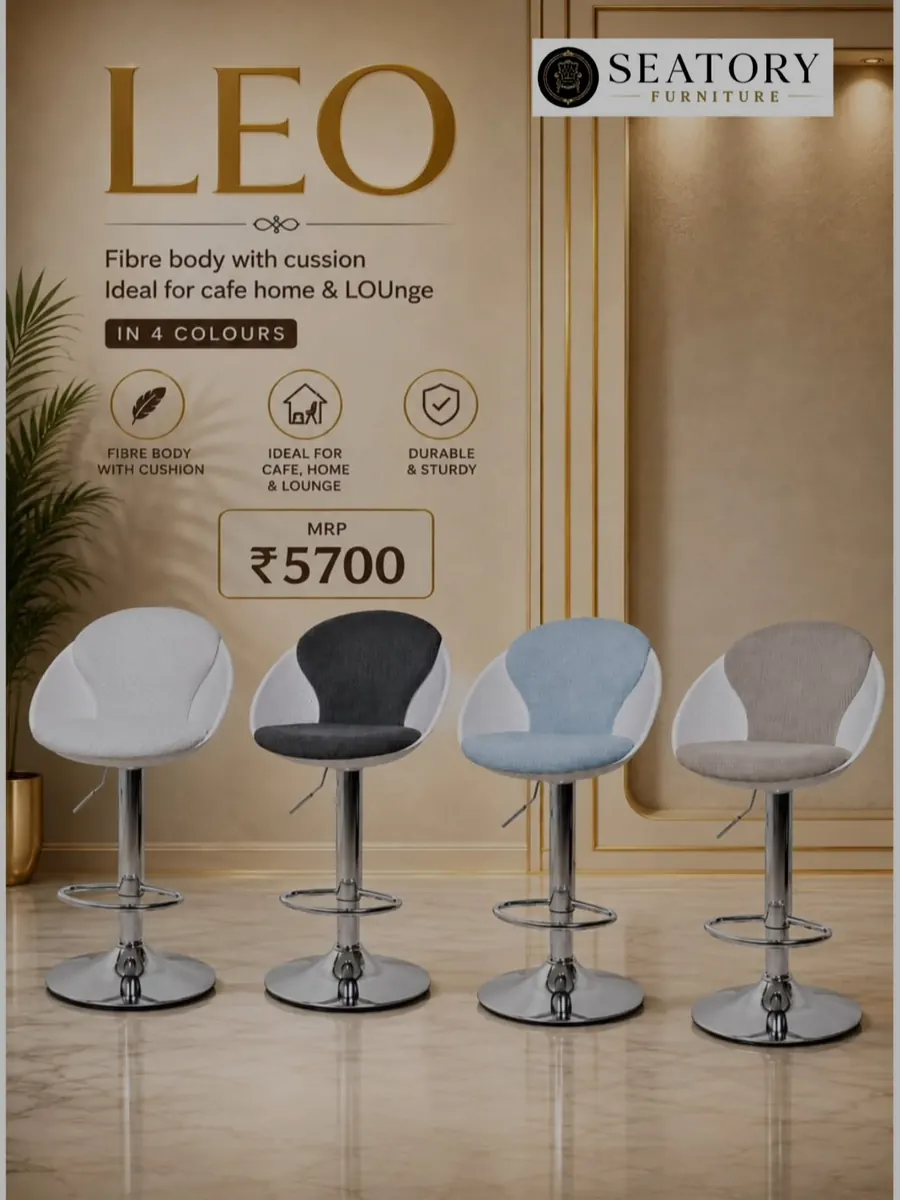 LEO
SEATORY
FURNITURE
Fibre body with cussion
Ideal for cafe home & LOUnge
IN 4 COLOURS
FIBRE BODY
WITH CUSHION
IDEAL FOR
CAFE, HOME
& LOUNGE
DURABLE
& STURDY
MRP
₹5700